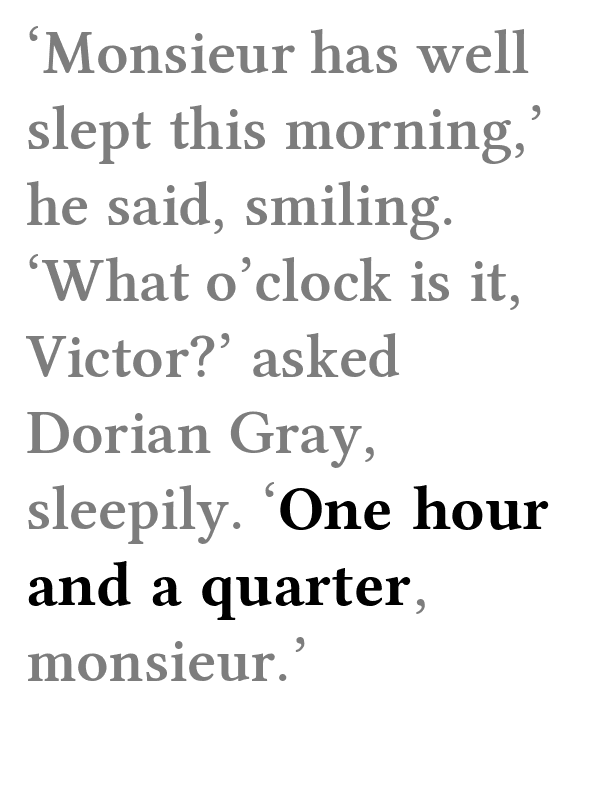 ‘Monsieur has well
slept this morning,’
he said, smiling.
‘What o’clock is it,
Victor?’ asked
Dorian Gray,
sleepily. ‘One hour
and a quarter,
monsieur.’